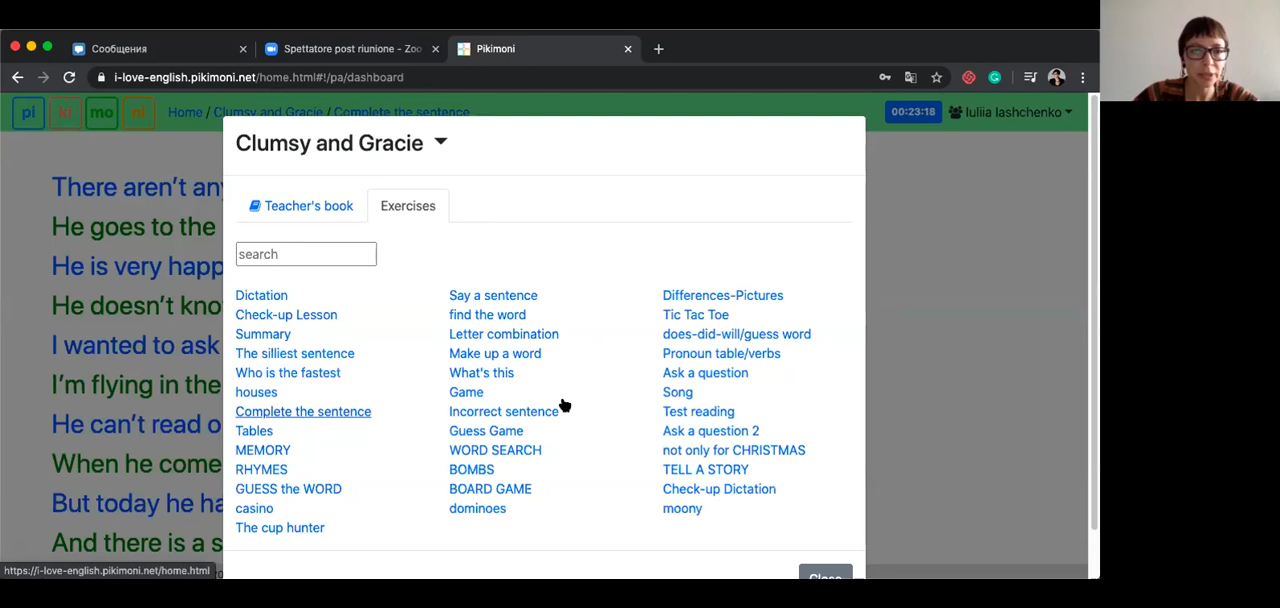 Сообщения
Spettatore post riunione - Zoo
Pikimoni
i-love-english.pikimoni.net/home.html#!/pa/dashboard
pi ki mo ni Home / Clumsy and Gracie / Complete the sentence
00:23:18 Iuliia Iashchenko
Clumsy and Gracie
Teacher's book Exercises
search
Dictation Say a sentence Differences-Pictures
Check-up Lesson find the word Tic Tac Toe
Summary Letter combination does-did-will/guess word
The silliest sentence Make up a word Pronoun table/verbs
Who is the fastest What's this Ask a question
houses Game Song
Complete the sentence Incorrect sentence Test reading
Tables Guess Game Ask a question 2
MEMORY WORD SEARCH not only for CHRISTMAS
RHYMES BOMBS TELL A STORY
GUESS the WORD BOARD GAME Check-up Dictation
casino dominoes moony
The cup hunter
Close
There aren't any
He goes to the
He is very happ
He doesn't kno
I wanted to ask
I'm flying in the
He can't read o
When he come
But today he ha
And there is a s
https://i-love-english.pikimoni.net/home.html